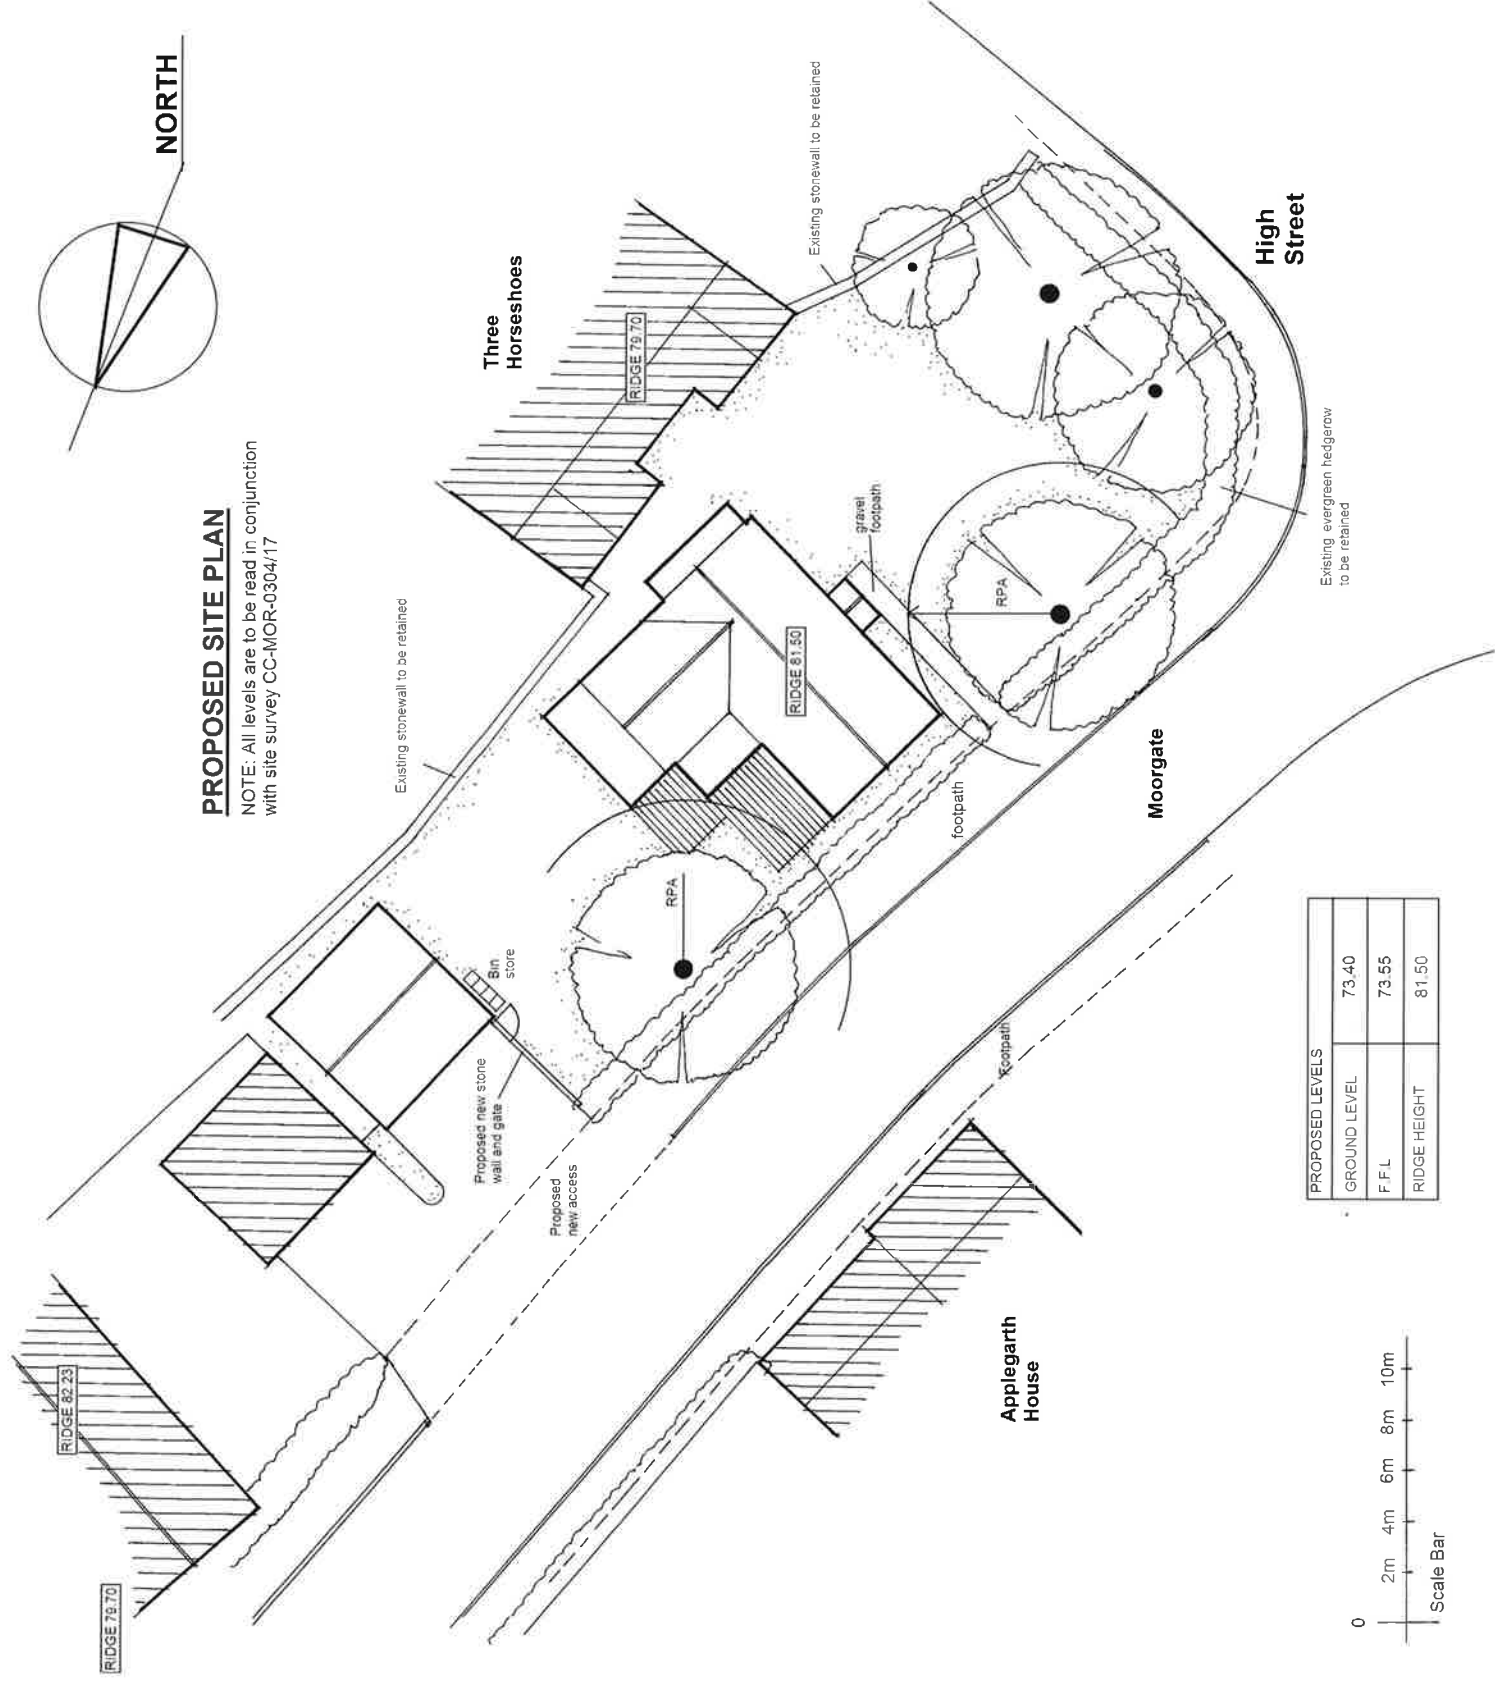 PROPOSED SITE PLAN
NOTE: All levels are to be read in conjunction
with site survey CC-MOR-0304/17
NORTH
Three
Horseshoes
RIDGE 79.70
Existing stonewall to be retained
Existing stonewall to be retained
High
Street
Existing evergreen hedgerow
to be retained
gravel
footpath
RPA
RIDGE 81.50
footpath
Moorgate
RPA
Bin
store
Proposed new stone
wall and gate
Proposed
new access
Footpath
Applegarth
House
RIDGE 82.23
RIDGE 79.70
PROPOSED LEVELS
GROUND LEVEL 73.40
F.F.L 73.55
RIDGE HEIGHT 81.50
0 2m 4m 6m 8m 10m
Scale Bar